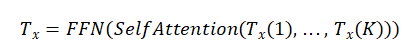 T_x = FFN(SelfAttention(T_x(1), ..., T_x(K)))